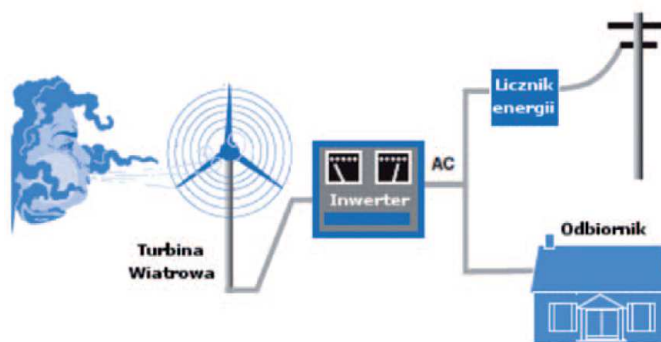 Licznik
energii
AC
Inwerter
Odbiornik
Turbina
Wiatrowa